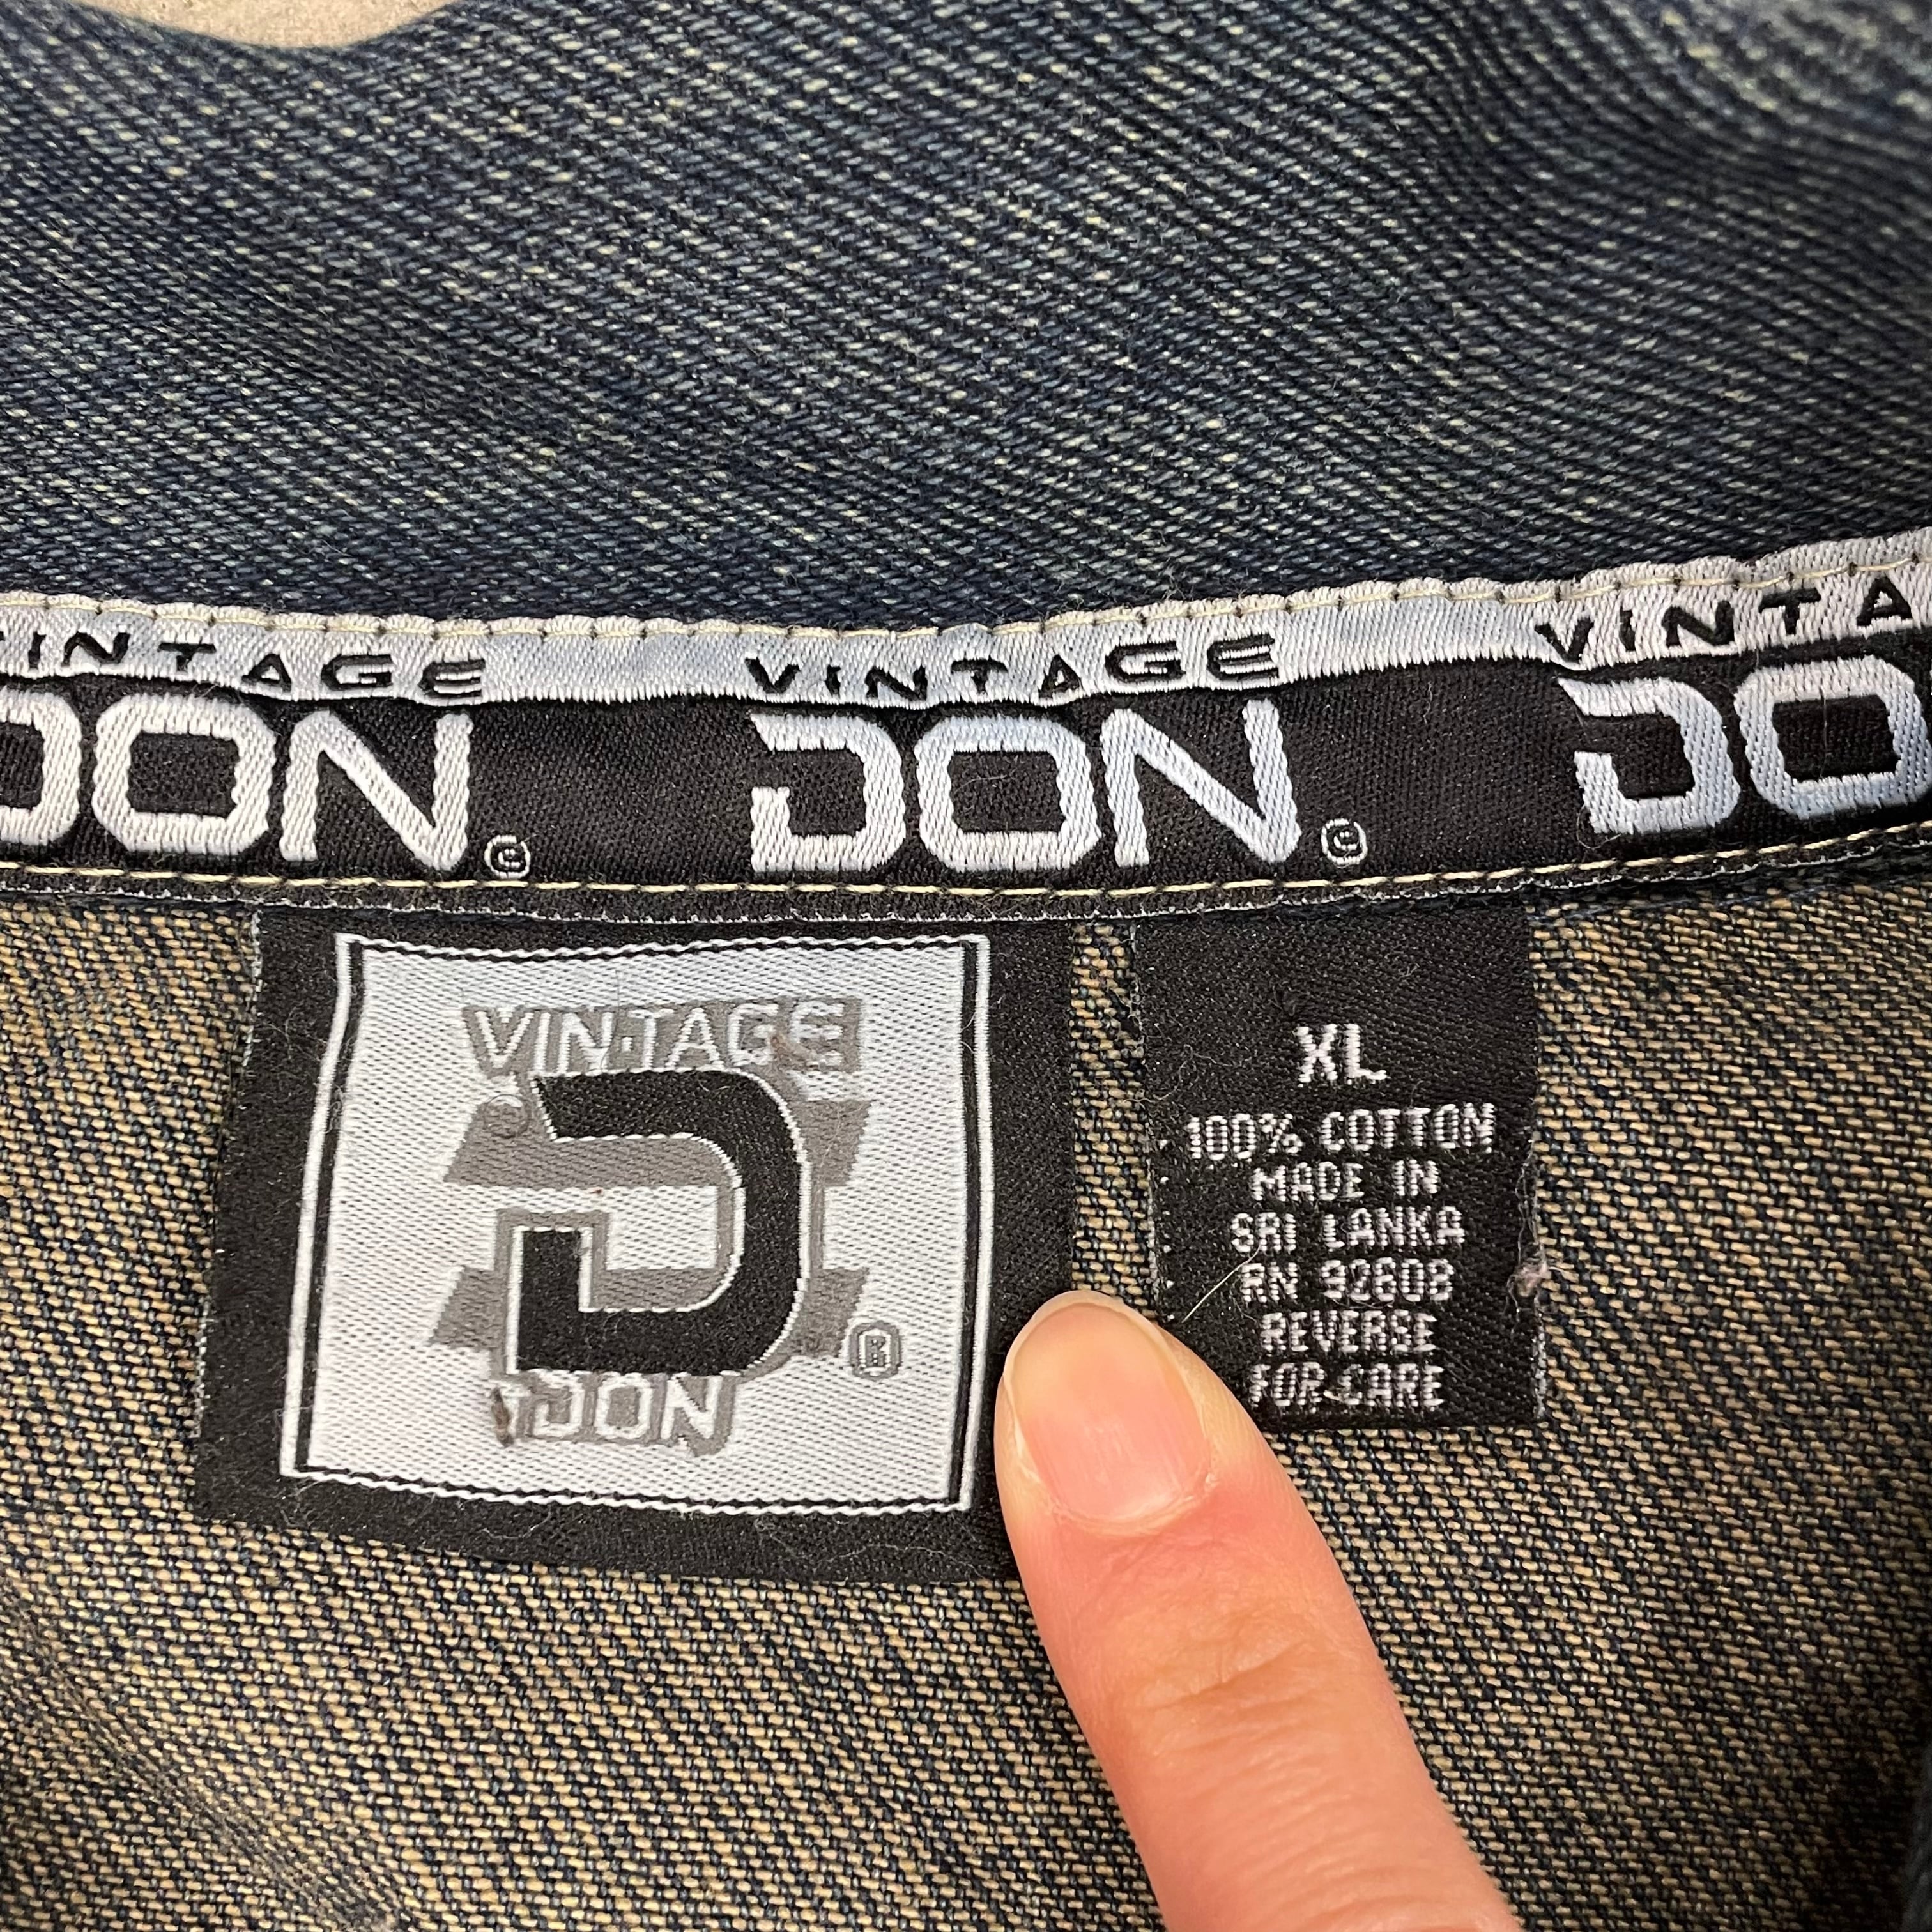 VINTAGE VINTAGE VINTA
DON © DON © DO
VINTAGE
D
®
DON
XL
100% COTTON
MADE IN
SRI LANKA
RN 92608
REVERSE
FOR CARE